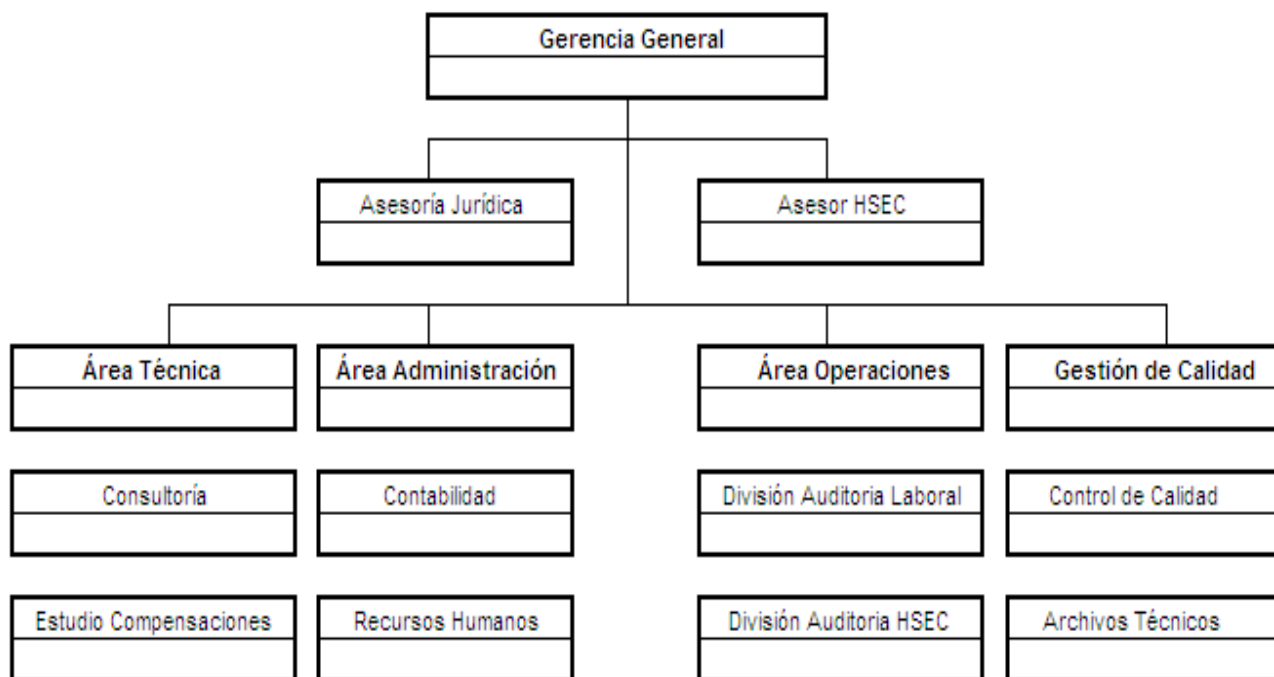 Gerencia General
Asesoría Jurídica
Asesor HSEC
Área Técnica
Área Administración
Área Operaciones
Gestión de Calidad
Consultoría
Contabilidad
División Auditoria Laboral
Control de Calidad
Estudio Compensaciones
Recursos Humanos
División Auditoria HSEC
Archivos Técnicos